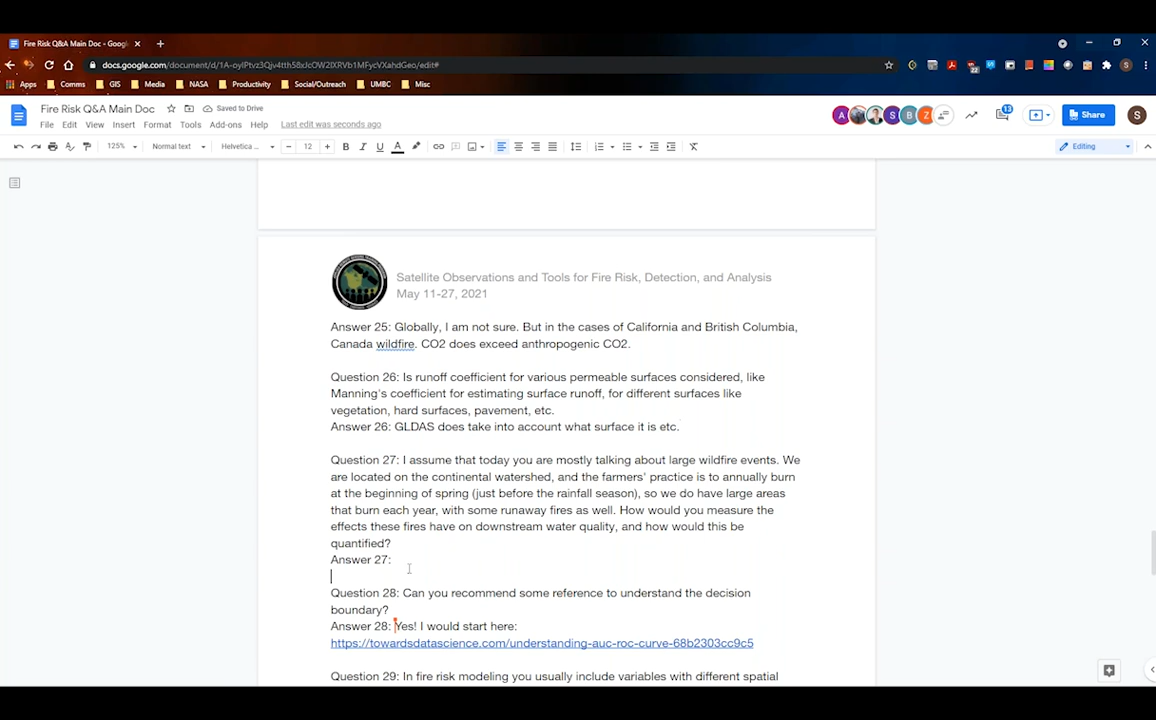 Fire Risk Q&A Main Doc - Googl
docs.google.com/document/d/
Apps Comms GIS Media NASA Productivity Social/Outreach UMBC Misc
Fire Risk Q&A Main Doc Saved to Drive
File Edit View Insert Format Tools Add-ons Help Last edit was seconds ago
A S B Z 13 Share S
125% Normal text Helvetica ... 12 B I U A Editing
Satellite Observations and Tools for Fire Risk, Detection, and Analysis
May 11-27, 2021
Answer 25: Globally, I am not sure. But in the cases of California and British Columbia,
Canada wildfire. CO2 does exceed anthropogenic CO2.
Question 26: Is runoff coefficient for various permeable surfaces considered, like
Manning's coefficient for estimating surface runoff, for different surfaces like
vegetation, hard surfaces, pavement, etc.
Answer 26: GLDAS does take into account what surface it is etc.
Question 27: I assume that today you are mostly talking about large wildfire events. We
are located on the continental watershed, and the farmers' practice is to annually burn
at the beginning of spring (just before the rainfall season), so we do have large areas
that burn each year, with some runaway fires as well. How would you measure the
effects these fires have on downstream water quality, and how would this be
quantified?
Answer 27:
Question 28: Can you recommend some reference to understand the decision
boundary?
Answer 28: Yes! I would start here:
https://towardsdatascience.com/understanding-auc-roc-curve-68b2303cc9c5
Question 29: In fire risk modeling you usually include variables with different spatial